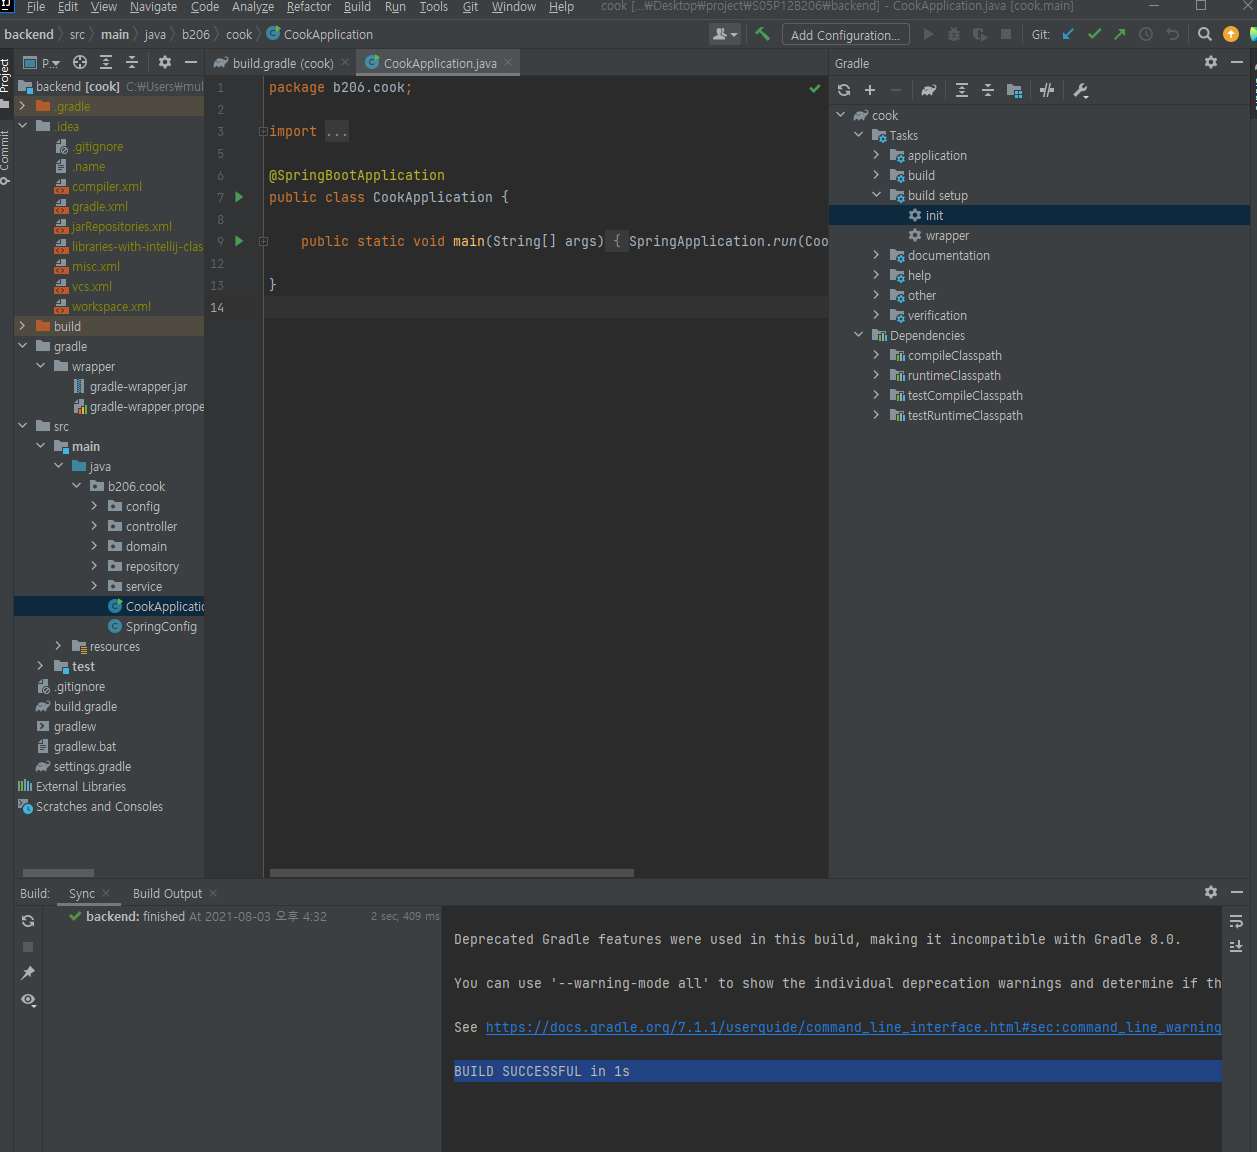 File Edit View Navigate Code Analyze Refactor Build Run Tools Git Window Help cook [...₩Desktop₩project₩S05P12B206₩backend] - CookApplication.java [cook.main]
backend src main java b206 cook CookApplication Add Configuration... Git:
Project
Commit
P...
build.gradle (cook) CookApplication.java
Gradle
backend [cook] C:₩Users₩mul
.gradle
.idea
.gitignore
.name
compiler.xml
gradle.xml
jarRepositories.xml
libraries-with-intellij-clas
misc.xml
vcs.xml
workspace.xml
build
gradle
wrapper
gradle-wrapper.jar
gradle-wrapper.prope
src
main
java
b206.cook
config
controller
domain
repository
service
CookApplicatio
SpringConfig
resources
test
.gitignore
build.gradle
gradlew
gradlew.bat
settings.gradle
External Libraries
Scratches and Consoles
1 package b206.cook;
2
3 import ...
5
6 @SpringBootApplication
7 public class CookApplication {
8
9 public static void main(String[] args) { SpringApplication.run(Coo
12
13 }
14
cook
Tasks
application
build
build setup
init
wrapper
documentation
help
other
verification
Dependencies
compileClasspath
runtimeClasspath
testCompileClasspath
testRuntimeClasspath
Build: Sync Build Output
backend: finished At 2021-08-03 오후 4:32 2 sec, 409 ms
Deprecated Gradle features were used in this build, making it incompatible with Gradle 8.0.
You can use '--warning-mode all' to show the individual deprecation warnings and determine if th
See https://docs.gradle.org/7.1.1/userguide/command_line_interface.html#sec:command_line_warning
BUILD SUCCESSFUL in 1s